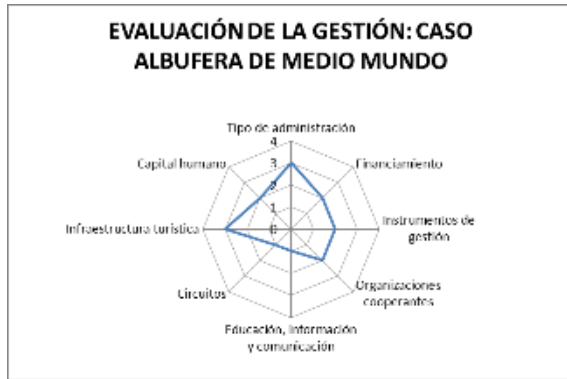 EVALUACIÓN DE LA GESTIÓN: CASO
ALBUFERA DE MEDIO MUNDO
Tipo de administración
4
3
2
1
0
Capital humano
Financiamiento
Infraestructura turística
Instrumentos de
gestión
Circuitos
Organizaciones
cooperantes
Educación, información
y comunicación